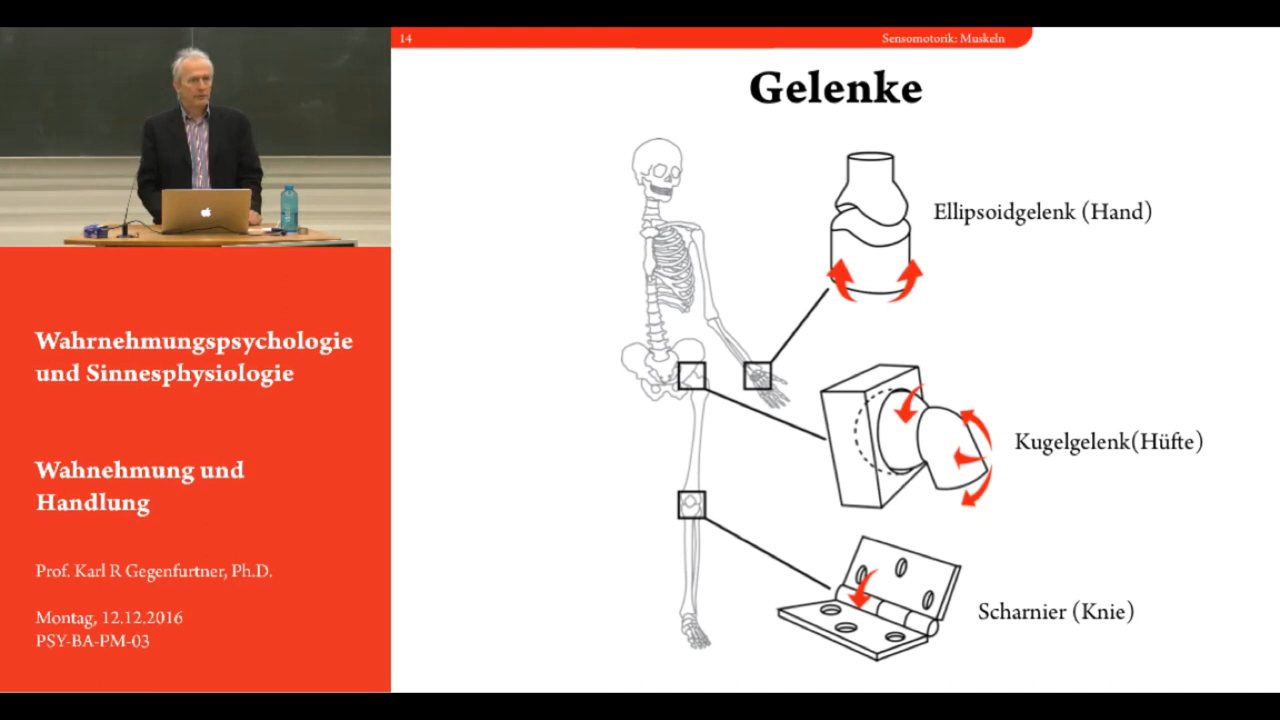 14
Sensomotorik: Muskeln
Gelenke
Ellipsoidgelenk (Hand)
Kugelgelenk(Hüfte)
Scharnier (Knie)
Wahrnehmungspsychologie
und Sinnesphysiologie
Wahnehmung und
Handlung
Prof. Karl R Gegenfurtner, Ph.D.
Montag, 12.12.2016
PSY-BA-PM-03